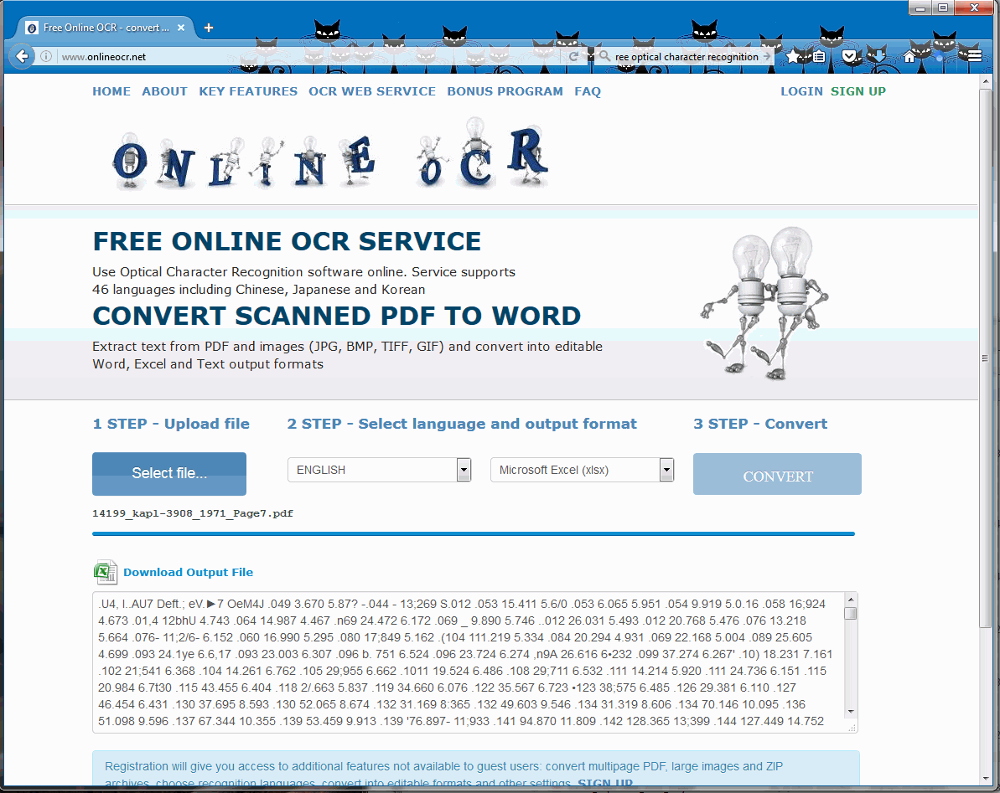 Free Online OCR - convert ...
www.onlineocr.net
ree optical character recognition
HOME ABOUT KEY FEATURES OCR WEB SERVICE BONUS PROGRAM FAQ LOGIN SIGN UP
ONLINE OCR
FREE ONLINE OCR SERVICE
Use Optical Character Recognition software online. Service supports
46 languages including Chinese, Japanese and Korean
CONVERT SCANNED PDF TO WORD
Extract text from PDF and images (JPG, BMP, TIFF, GIF) and convert into editable
Word, Excel and Text output formats
1 STEP - Upload file 2 STEP - Select language and output format 3 STEP - Convert
Select file... ENGLISH Microsoft Excel (xlsx) CONVERT
14199_kapl-3908_1971_Page7.pdf
Download Output File
.U4, I..AU7 Deft.; eV.►7 OeM4J .049 3.670 5.87? -.044 - 13;269 S.012 .053 15.411 5.6/0 .053 6.065 5.951 .054 9.919 5.0.16 .058 16;924
4.673 .01,4 12bhU 4.743 .064 14.987 4.467 .n69 24.472 6.172 .069 _ 9.890 5.746 ..012 26.031 5.493 .012 20.768 5.476 .076 13.218
5.664 .076- 11;2/6- 6.152 .060 16.990 5.295 .080 17;849 5.162 .(104 111.219 5.334 .084 20.294 4.931 .069 22.168 5.004 .089 25.605
4.699 .093 24.1ye 6.6,17 .093 23.003 6.307 .096 b. 751 6.524 .096 23.724 6.274 ,n9A 26.616 6•232 .099 37.274 6.267' .10) 18.231 7.161
.102 21;541 6.368 .104 14.261 6.762 .105 29;955 6.662 .1011 19.524 6.486 .108 29;711 6.532 .111 14.214 5.920 .111 24.736 6.151 .115
20.984 6.7t30 .115 43.455 6.404 .118 2/.663 5.837 .119 34.660 6.076 .122 35.567 6.723 •123 38;575 6.485 .126 29.381 6.110 .127
46.454 6.431 .130 37.695 8.593 .130 52.065 8.674 .132 31.169 8:365 .132 49.603 9.546 .134 31.319 8.606 .134 70.146 10.095 .136
51.098 9.596 .137 67.344 10.355 .139 53.459 9.913 .139 '76.897- 11;933 .141 94.870 11.809 .142 128.365 13;399 .144 127.449 14.752
Registration will give you access to additional features not available to guest users: convert multipage PDF, large images and ZIP
archives, choose recognition languages, convert into editable formats and other settings. SIGN UP